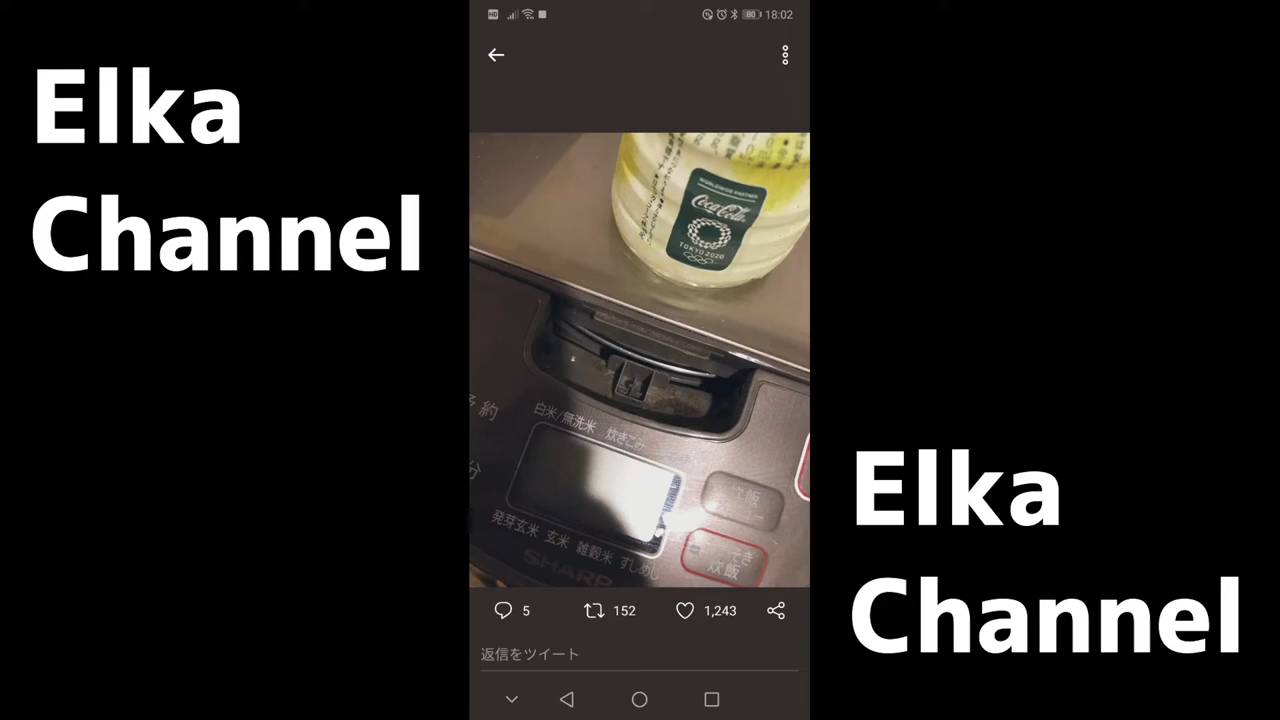 Elka
Channel
HD
80
18:02
WORLDWIDE PARTNER
Coca-Cola
TOKYO 2020
予約
分
白米/無洗米 炊きこみ
炊飯
発芽玄米 玄米 雑穀米 すしめし
炊飯
SHARP
5
152
1,243
返信をツイート
Elka
Channel